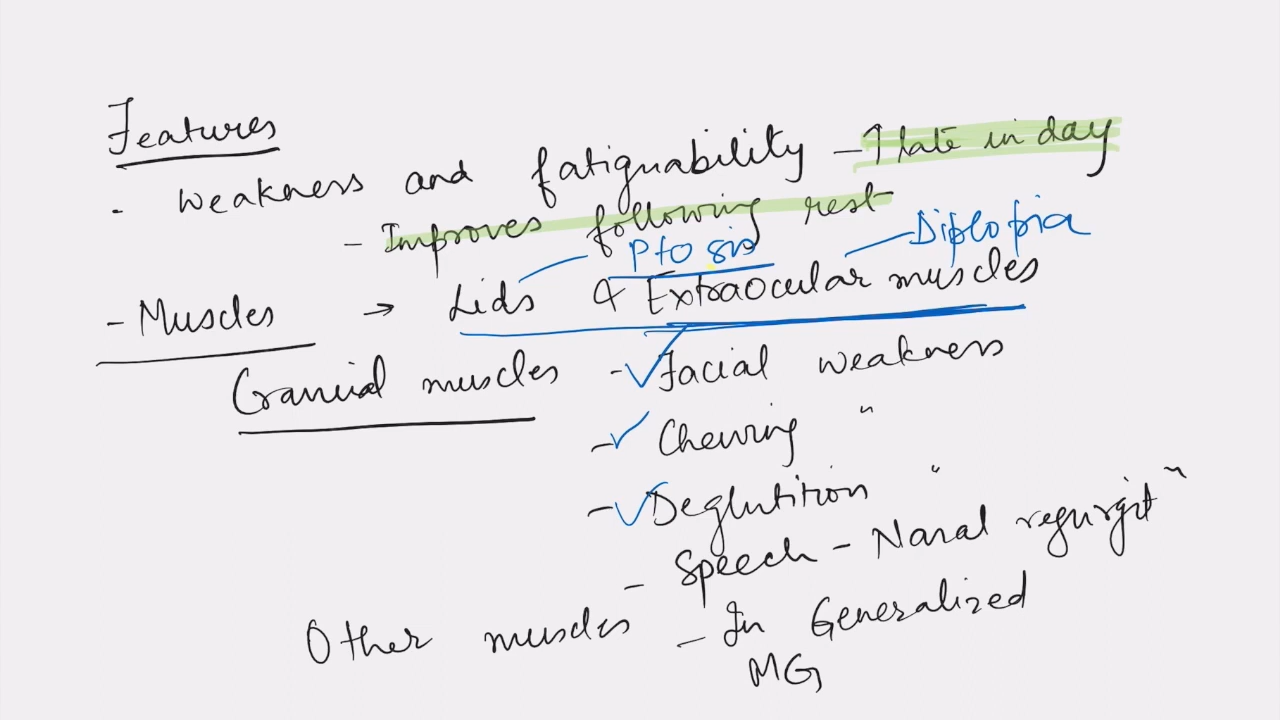 Features
. Weakness and fatiguability - ↑ late in day
- Improves following rest
Ptosis
Diplopia
- Muscles → Lids & Extraocular muscles
Cranial muscles - ✓ Facial weakness
- ✓ Chewing "
- ✓ Deglutition "
- Speech - Nasal regurgit"
Other muscles - In Generalized
MG